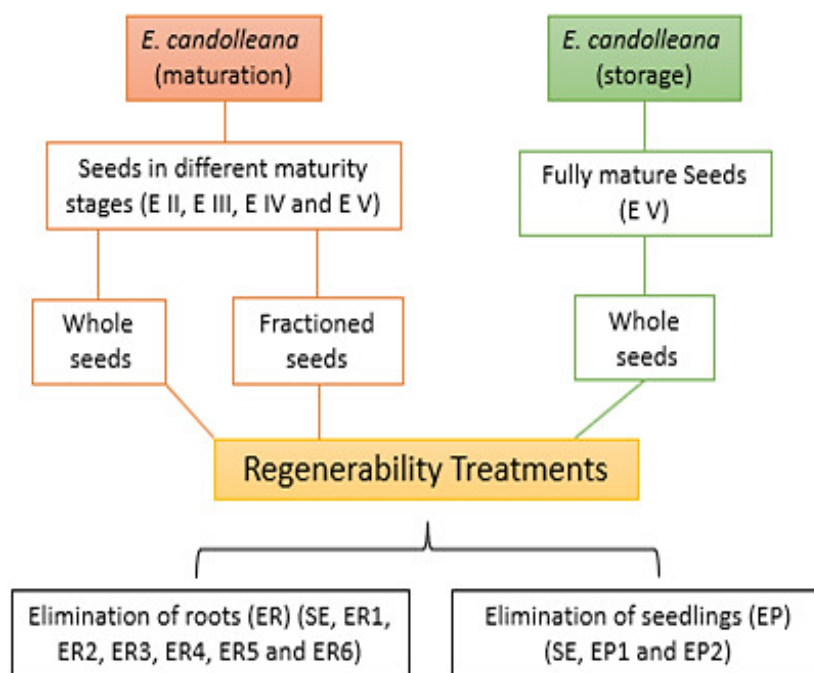 E. candolleana
(maturation)
E. candolleana
(storage)
Seeds in different maturity
stages (E II, E III, E IV and E V)
Fully mature Seeds
(E V)
Whole
seeds
Fractioned
seeds
Whole
seeds
Regenerability Treatments
Elimination of roots (ER) (SE, ER1,
ER2, ER3, ER4, ER5 and ER6)
Elimination of seedlings (EP)
(SE, EP1 and EP2)